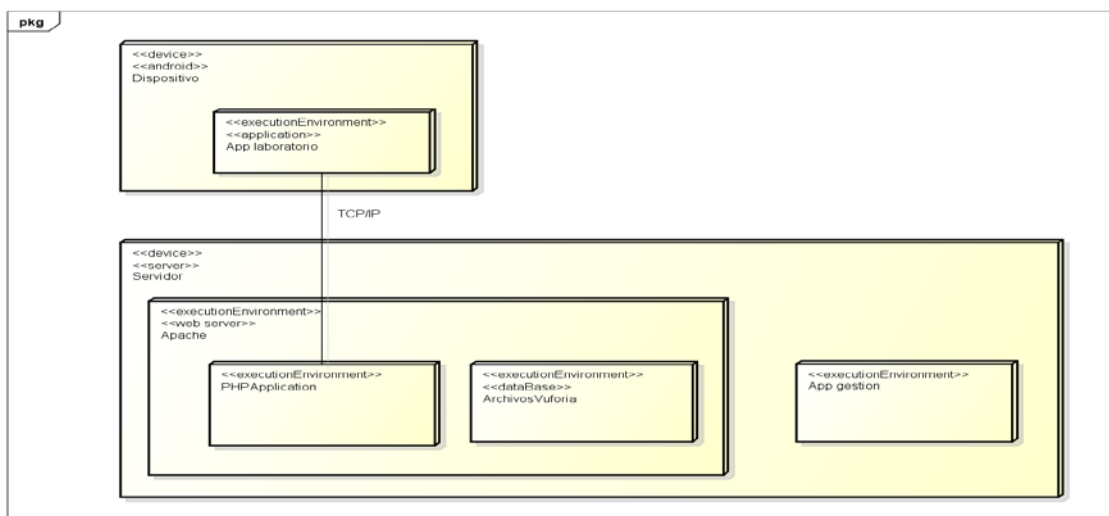 pkg
<<device>>
<<android>>
Dispositivo
<<executionEnvironment>>
<<application>>
App laboratorio
TCP/IP
<<device>>
<<server>>
Servidor
<<executionEnvironment>>
<<web server>>
Apache
<<executionEnvironment>>
PHPApplication
<<executionEnvironment>>
<<dataBase>>
ArchivosVuforia
<<executionEnvironment>>
App gestion